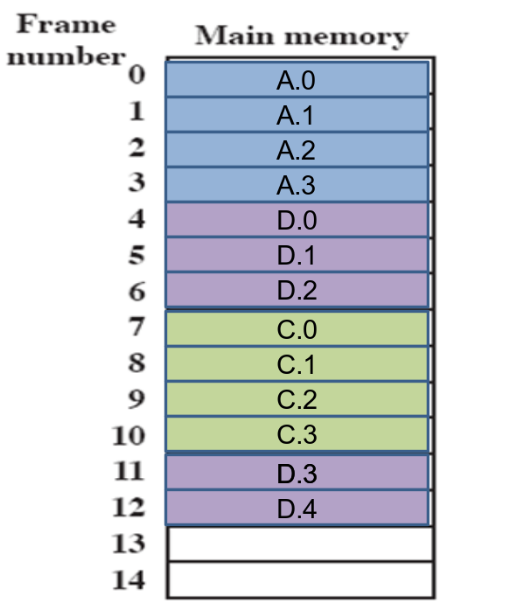 Frame
number
Main memory
0 A.0
1 A.1
2 A.2
3 A.3
4 D.0
5 D.1
6 D.2
7 C.0
8 C.1
9 C.2
10 C.3
11 D.3
12 D.4
13
14